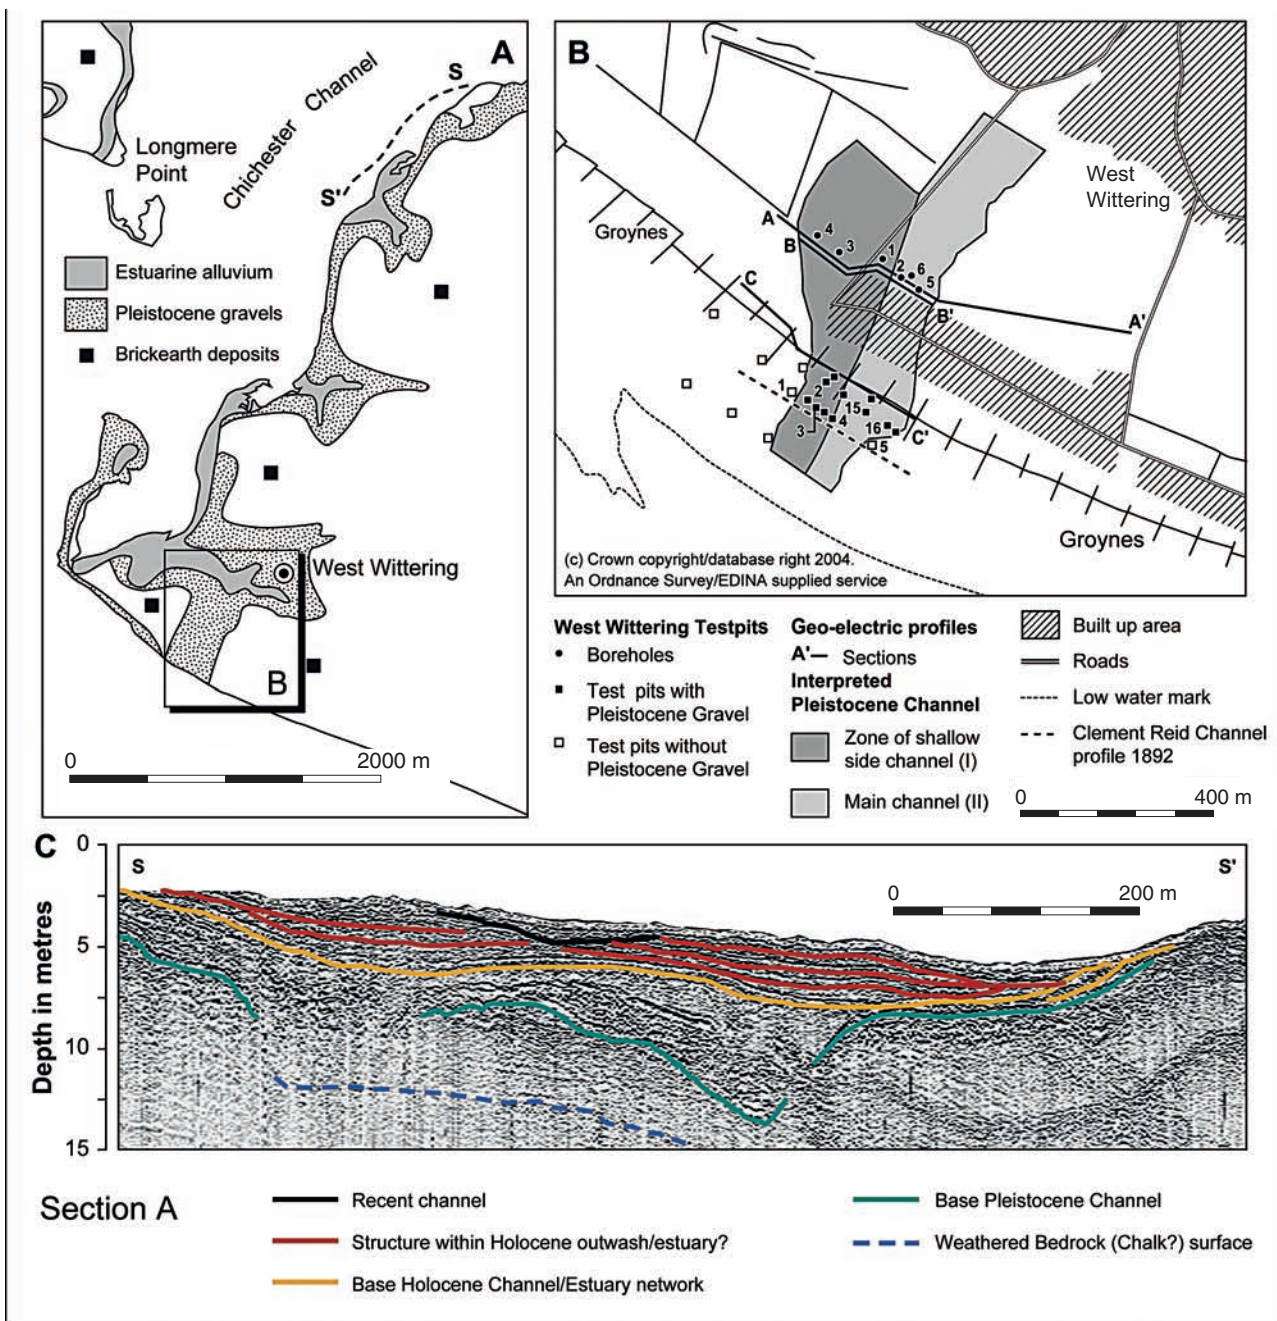 A
S
S'
Chichester Channel
Longmere
Point
Estuarine alluvium
Pleistocene gravels
Brickearth deposits
West Wittering
B
0
2000 m
B
West
Wittering
Groynes
A
B
C
4
3
1
2
6
5
B'
A'
1
2
3
4
15
16
5
C'
Groynes
(c) Crown copyright/database right 2004.
An Ordnance Survey/EDINA supplied service
West Wittering Testpits
Boreholes
Test pits with
Pleistocene Gravel
Test pits without
Pleistocene Gravel
Geo-electric profiles
A'— Sections
Interpreted
Pleistocene Channel
Zone of shallow
side channel (I)
Main channel (II)
Built up area
Roads
Low water mark
Clement Reid Channel
profile 1892
0
400 m
C
0
5
10
15
Depth in metres
S
S'
0
200 m
Section A
Recent channel
Structure within Holocene outwash/estuary?
Base Holocene Channel/Estuary network
Base Pleistocene Channel
Weathered Bedrock (Chalk?) surface